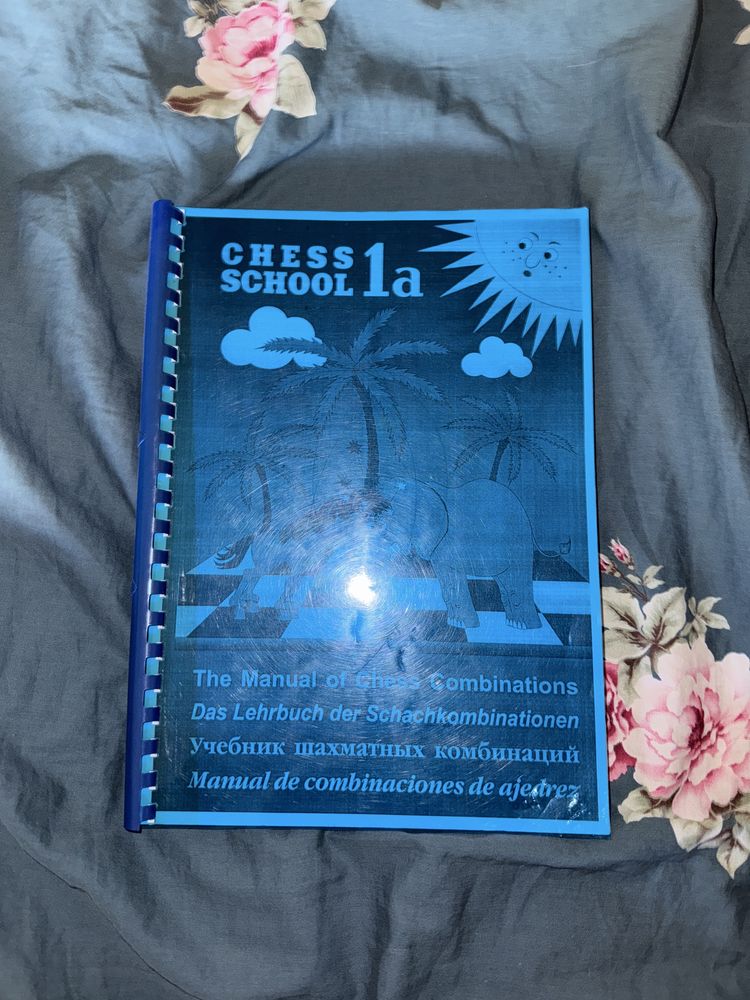 CHESS
SCHOOL 1a
The Manual of Chess Combinations
Das Lehrbuch der Schachkombinationen
Учебник шахматных комбинаций
Manual de combinaciones de ajedrez